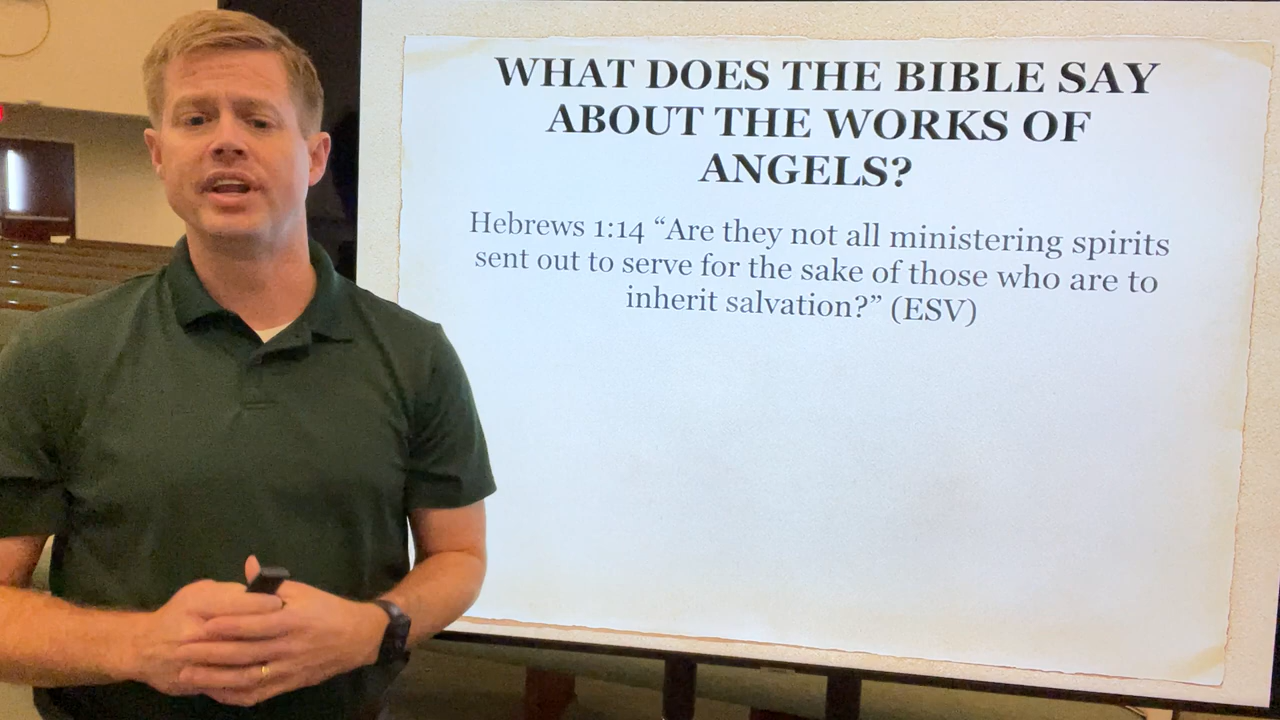 WHAT DOES THE BIBLE SAY
ABOUT THE WORKS OF
ANGELS?
Hebrews 1:14 “Are they not all ministering spirits
sent out to serve for the sake of those who are to
inherit salvation?” (ESV)